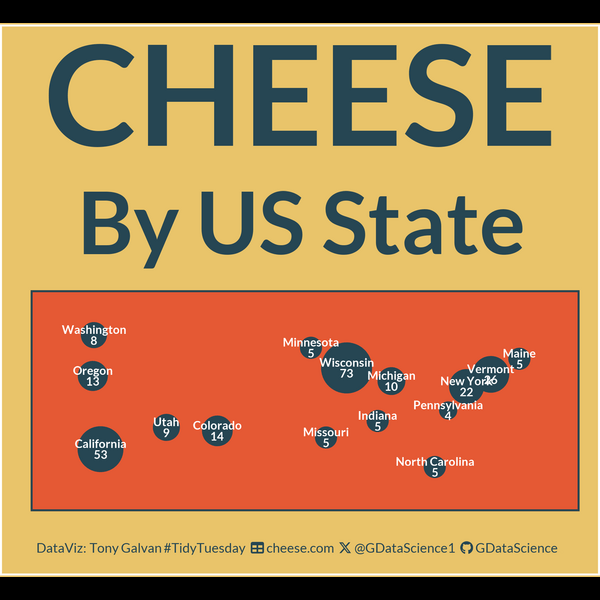 CHEESE
By US State
Washington
8
Oregon
13
California
53
Utah
9
Colorado
14
Minnesota
5
Wisconsin
73
Michigan
10
Indiana
5
Missouri
5
Maine
5
Vermont
26
New York
22
Pennsylvania
4
North Carolina
5
DataViz: Tony Galvan #TidyTuesday cheese.com @GDataScience1 GDataScience